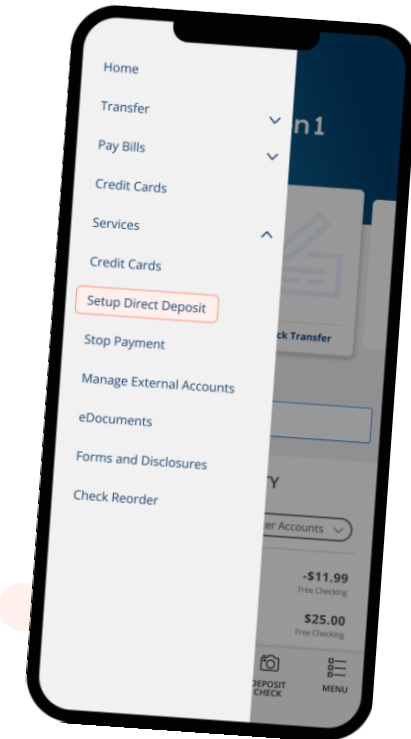 Home
Transfer
n1
Pay Bills
Credit Cards
Services
Credit Cards
Setup Direct Deposit
ck Transfer
Stop Payment
Manage External Accounts
eDocuments
Forms and Disclosures
TY
Check Reorder
er Accounts
-$11.99
Free Checking
$25.00
Free Checking
DEPOSIT
CHECK
MENU